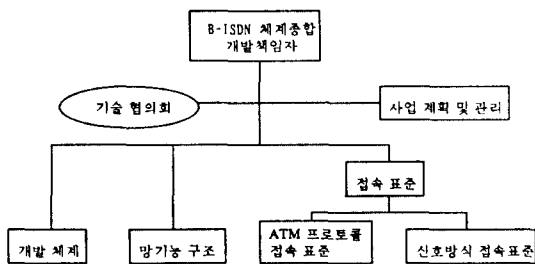 B-ISDN 체제종합
개발책임자
기술 협의회
사업 계획 및 관리
접속 표준
개발 체제
망기능 구조
ATM 프로토콜
접속 표준
신호방식 접속표준